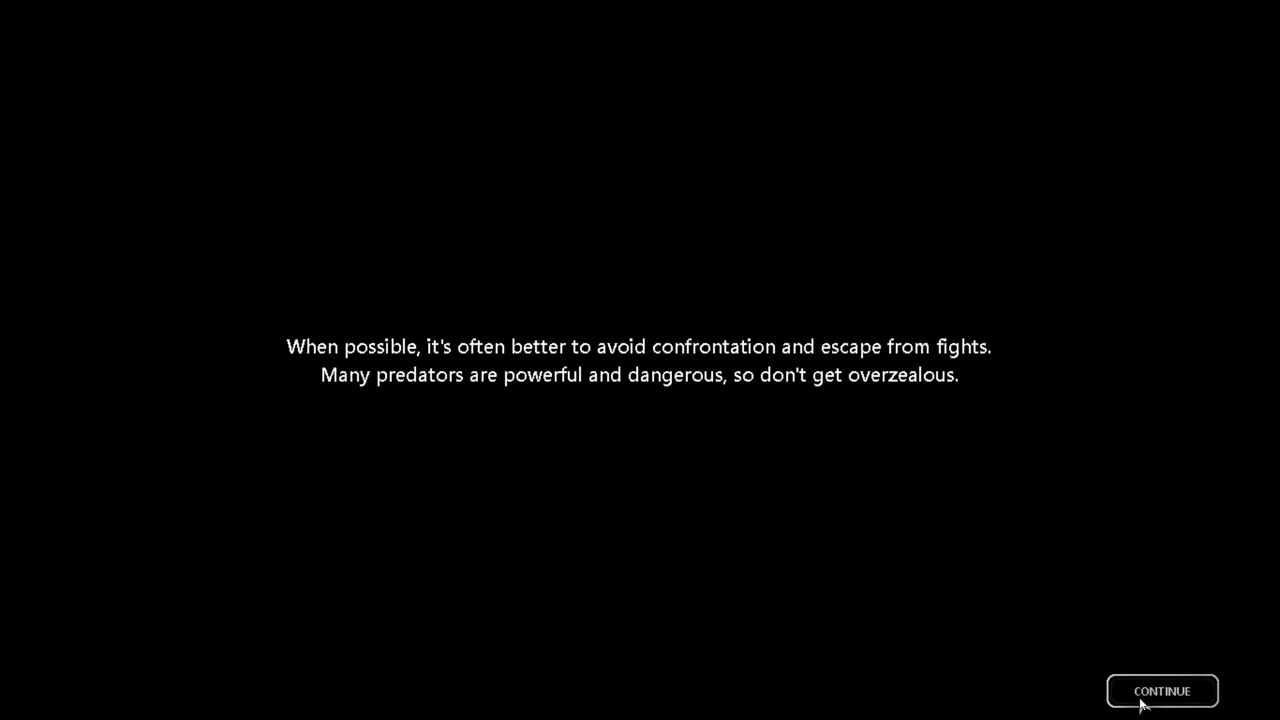 When possible, it's often better to avoid confrontation and escape from fights.
Many predators are powerful and dangerous, so don't get overzealous.
CONTINUE